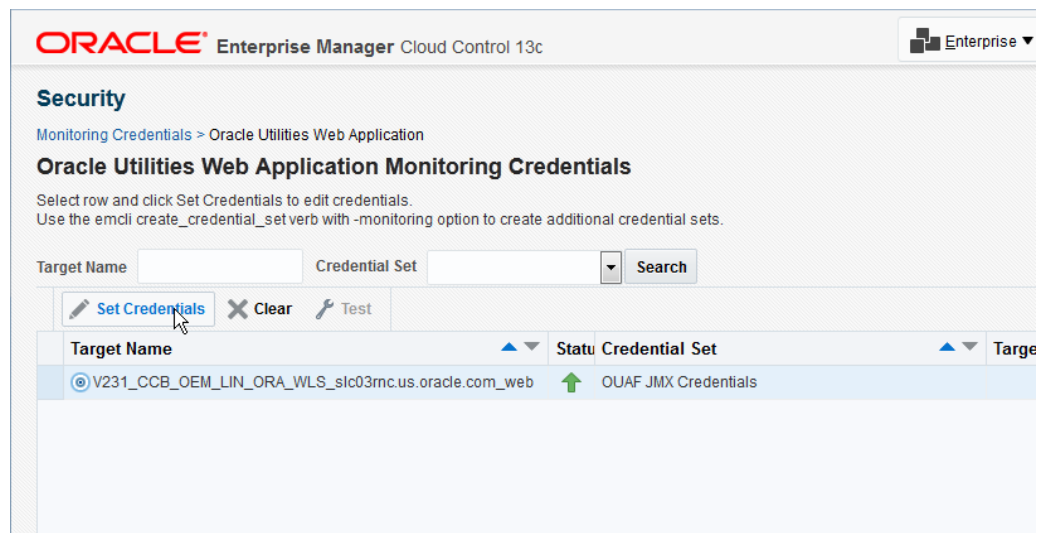 ORACLE Enterprise Manager Cloud Control 13c
Enterprise
Security
Monitoring Credentials > Oracle Utilities Web Application
Oracle Utilities Web Application Monitoring Credentials
Select row and click Set Credentials to edit credentials.
Use the emcli create_credential_set verb with -monitoring option to create additional credential sets.
Target Name Credential Set Search
Set Credentials Clear Test
Target Name Statu Credential Set Targe
V231_CCB_OEM_LIN_ORA_WLS_slc03rnc.us.oracle.com_web OUAF JMX Credentials